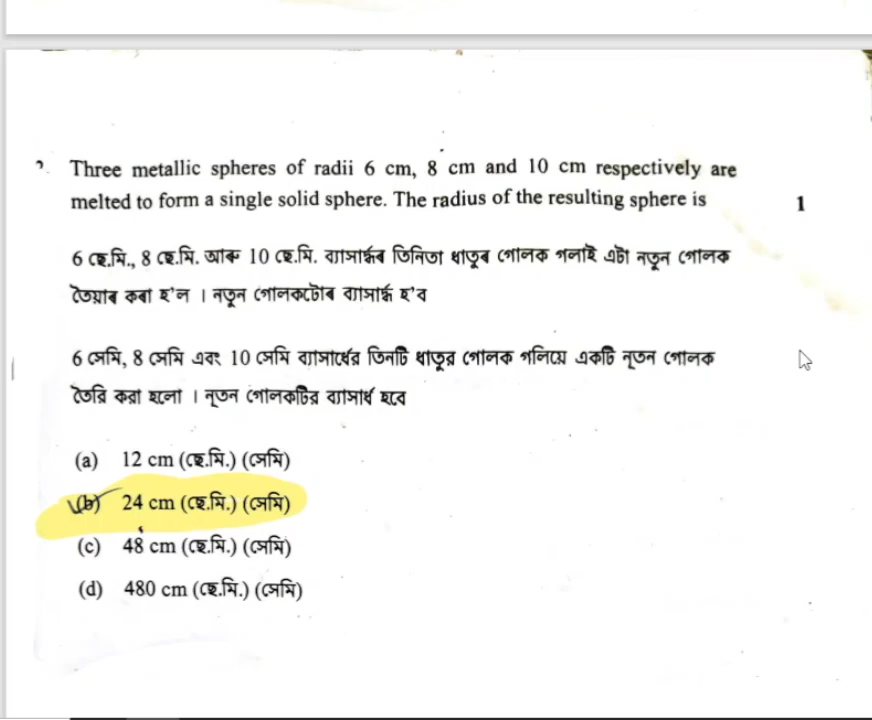 Three metallic spheres of radii 6 cm, 8 cm and 10 cm respectively are
melted to form a single solid sphere. The radius of the resulting sphere is 1
6 ছে.মি., 8 ছে.মি. আৰু 10 ছে.মি. ব্যাসাৰ্দ্ধৰ তিনিটা ধাতুৰ গোলক গলাই এটা নতুন গোলক
তৈয়াৰ কৰা হ'ল । নতুন গোলকটোৰ ব্যাসাৰ্দ্ধ হ'ব
6 সেমি, 8 সেমি এবং 10 সেমি ব্যাসার্ধের তিনটি ধাতুর গোলক গলিয়ে একটি নূতন গোলক
তৈরি করা হলো । নূতন গোলকটির ব্যাসার্ধ হবে
(a) 12 cm (ছে.মি.) (সেমি)
(b) 24 cm (ছে.মি.) (সেমি)
(c) 48 cm (ছে.মি.) (সেমি)
(d) 480 cm (ছে.মি.) (সেমি)